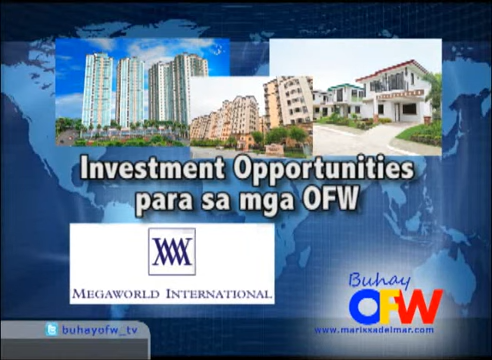 Investment Opportunities
para sa mga OFW
MEGAWORLD INTERNATIONAL
Buhay
OFW
www.marissadelmar.com
buhayofw_tv